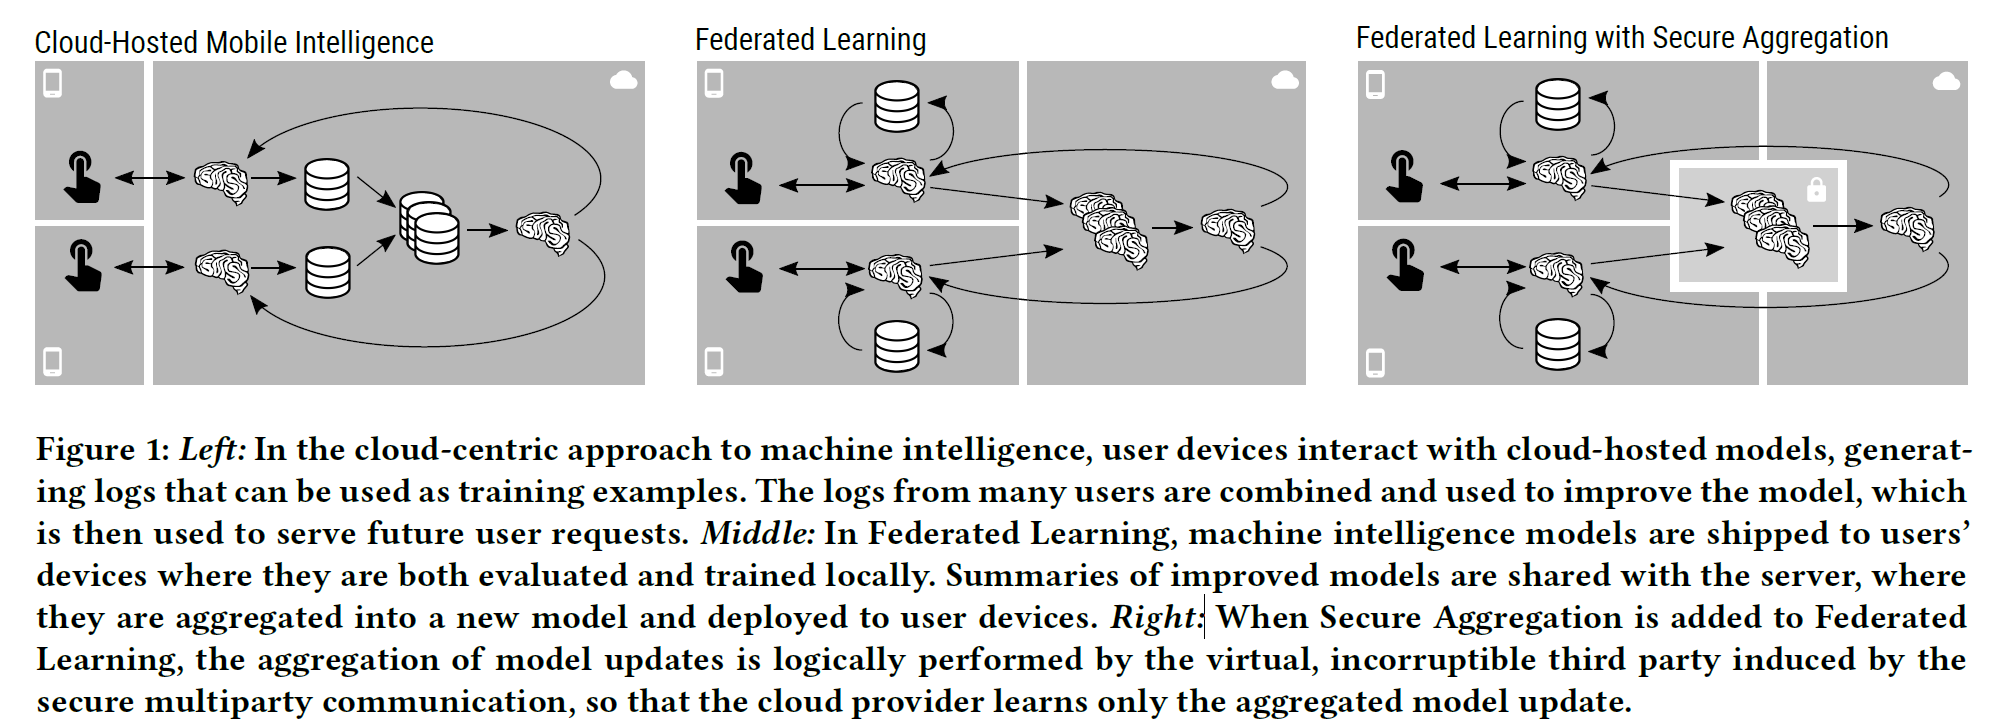 Cloud-Hosted Mobile Intelligence
Federated Learning
Federated Learning with Secure Aggregation
Figure 1: Left: In the cloud-centric approach to machine intelligence, user devices interact with cloud-hosted models, generat-
ing logs that can be used as training examples. The logs from many users are combined and used to improve the model, which
is then used to serve future user requests. Middle: In Federated Learning, machine intelligence models are shipped to users’
devices where they are both evaluated and trained locally. Summaries of improved models are shared with the server, where
they are aggregated into a new model and deployed to user devices. Right: When Secure Aggregation is added to Federated
Learning, the aggregation of model updates is logically performed by the virtual, incorruptible third party induced by the
secure multiparty communication, so that the cloud provider learns only the aggregated model update.